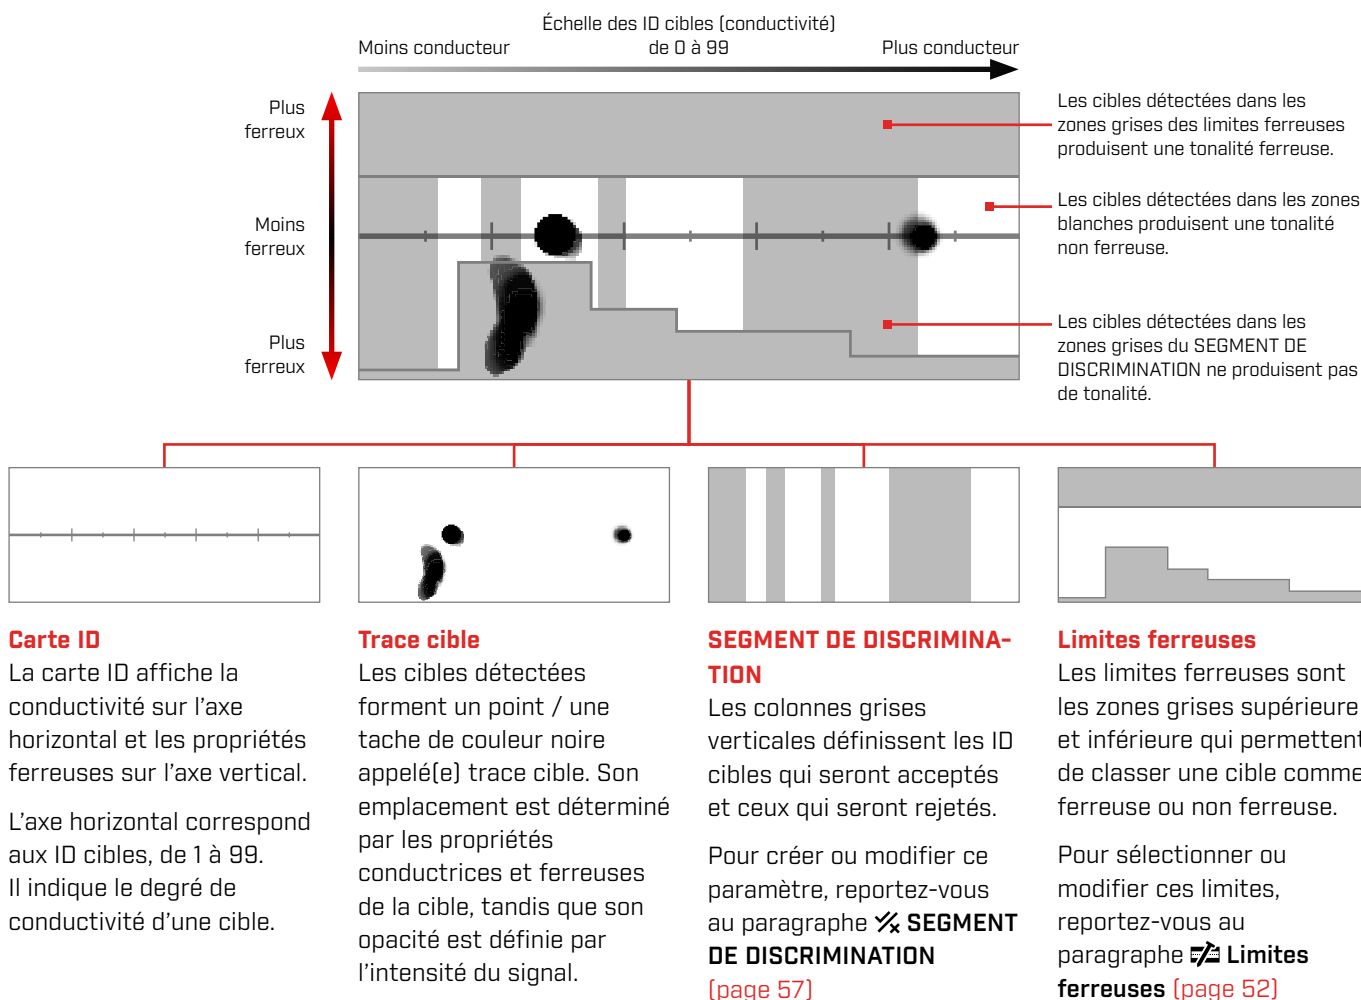 Échelle des ID cibles (conductivité)
de 0 à 99
Moins conducteur
Plus conducteur
Plus
ferreux
Moins
ferreux
Plus
ferreux
Les cibles détectées dans les
zones grises des limites ferreuses
produisent une tonalité ferreuse.
Les cibles détectées dans les zones
blanches produisent une tonalité
non ferreuse.
Les cibles détectées dans les
zones grises du SEGMENT DE
DISCRIMINATION ne produisent pas
de tonalité.
Carte ID
La carte ID affiche la
conductivité sur l'axe
horizontal et les propriétés
ferreuses sur l'axe vertical.
L'axe horizontal correspond
aux ID cibles, de 1 à 99.
Il indique le degré de
conductivité d'une cible.
Trace cible
Les cibles détectées
forment un point / une
tache de couleur noire
appelé(e) trace cible. Son
emplacement est déterminé
par les propriétés
conductrices et ferreuses
de la cible, tandis que son
opacité est définie par
l'intensité du signal.
SEGMENT DE DISCRIMINA-
TION
Les colonnes grises
verticales définissent les ID
cibles qui seront acceptés
et ceux qui seront rejetés.
Pour créer ou modifier ce
paramètre, reportez-vous
au paragraphe SEGMENT
DE DISCRIMINATION
(page 57)
Limites ferreuses
Les limites ferreuses sont
les zones grises supérieure
et inférieure qui permettent
de classer une cible comme
ferreuse ou non ferreuse.
Pour sélectionner ou
modifier ces limites,
reportez-vous au
paragraphe Limites
ferreuses (page 52)